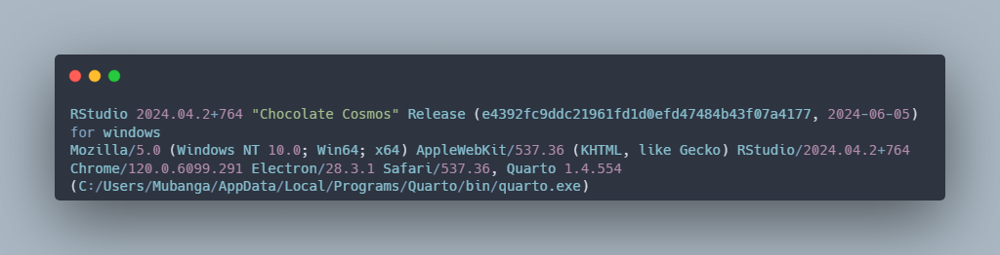 RStudio 2024.04.2+764 "Chocolate Cosmos" Release (e4392fc9ddc21961fd1d0efd47484b43f07a4177, 2024-06-05)
for windows
Mozilla/5.0 (Windows NT 10.0; Win64; x64) AppleWebKit/537.36 (KHTML, like Gecko) RStudio/2024.04.2+764
Chrome/120.0.6099.291 Electron/28.3.1 Safari/537.36, Quarto 1.4.554
(C:/Users/Mubanga/AppData/Local/Programs/Quarto/bin/quarto.exe)